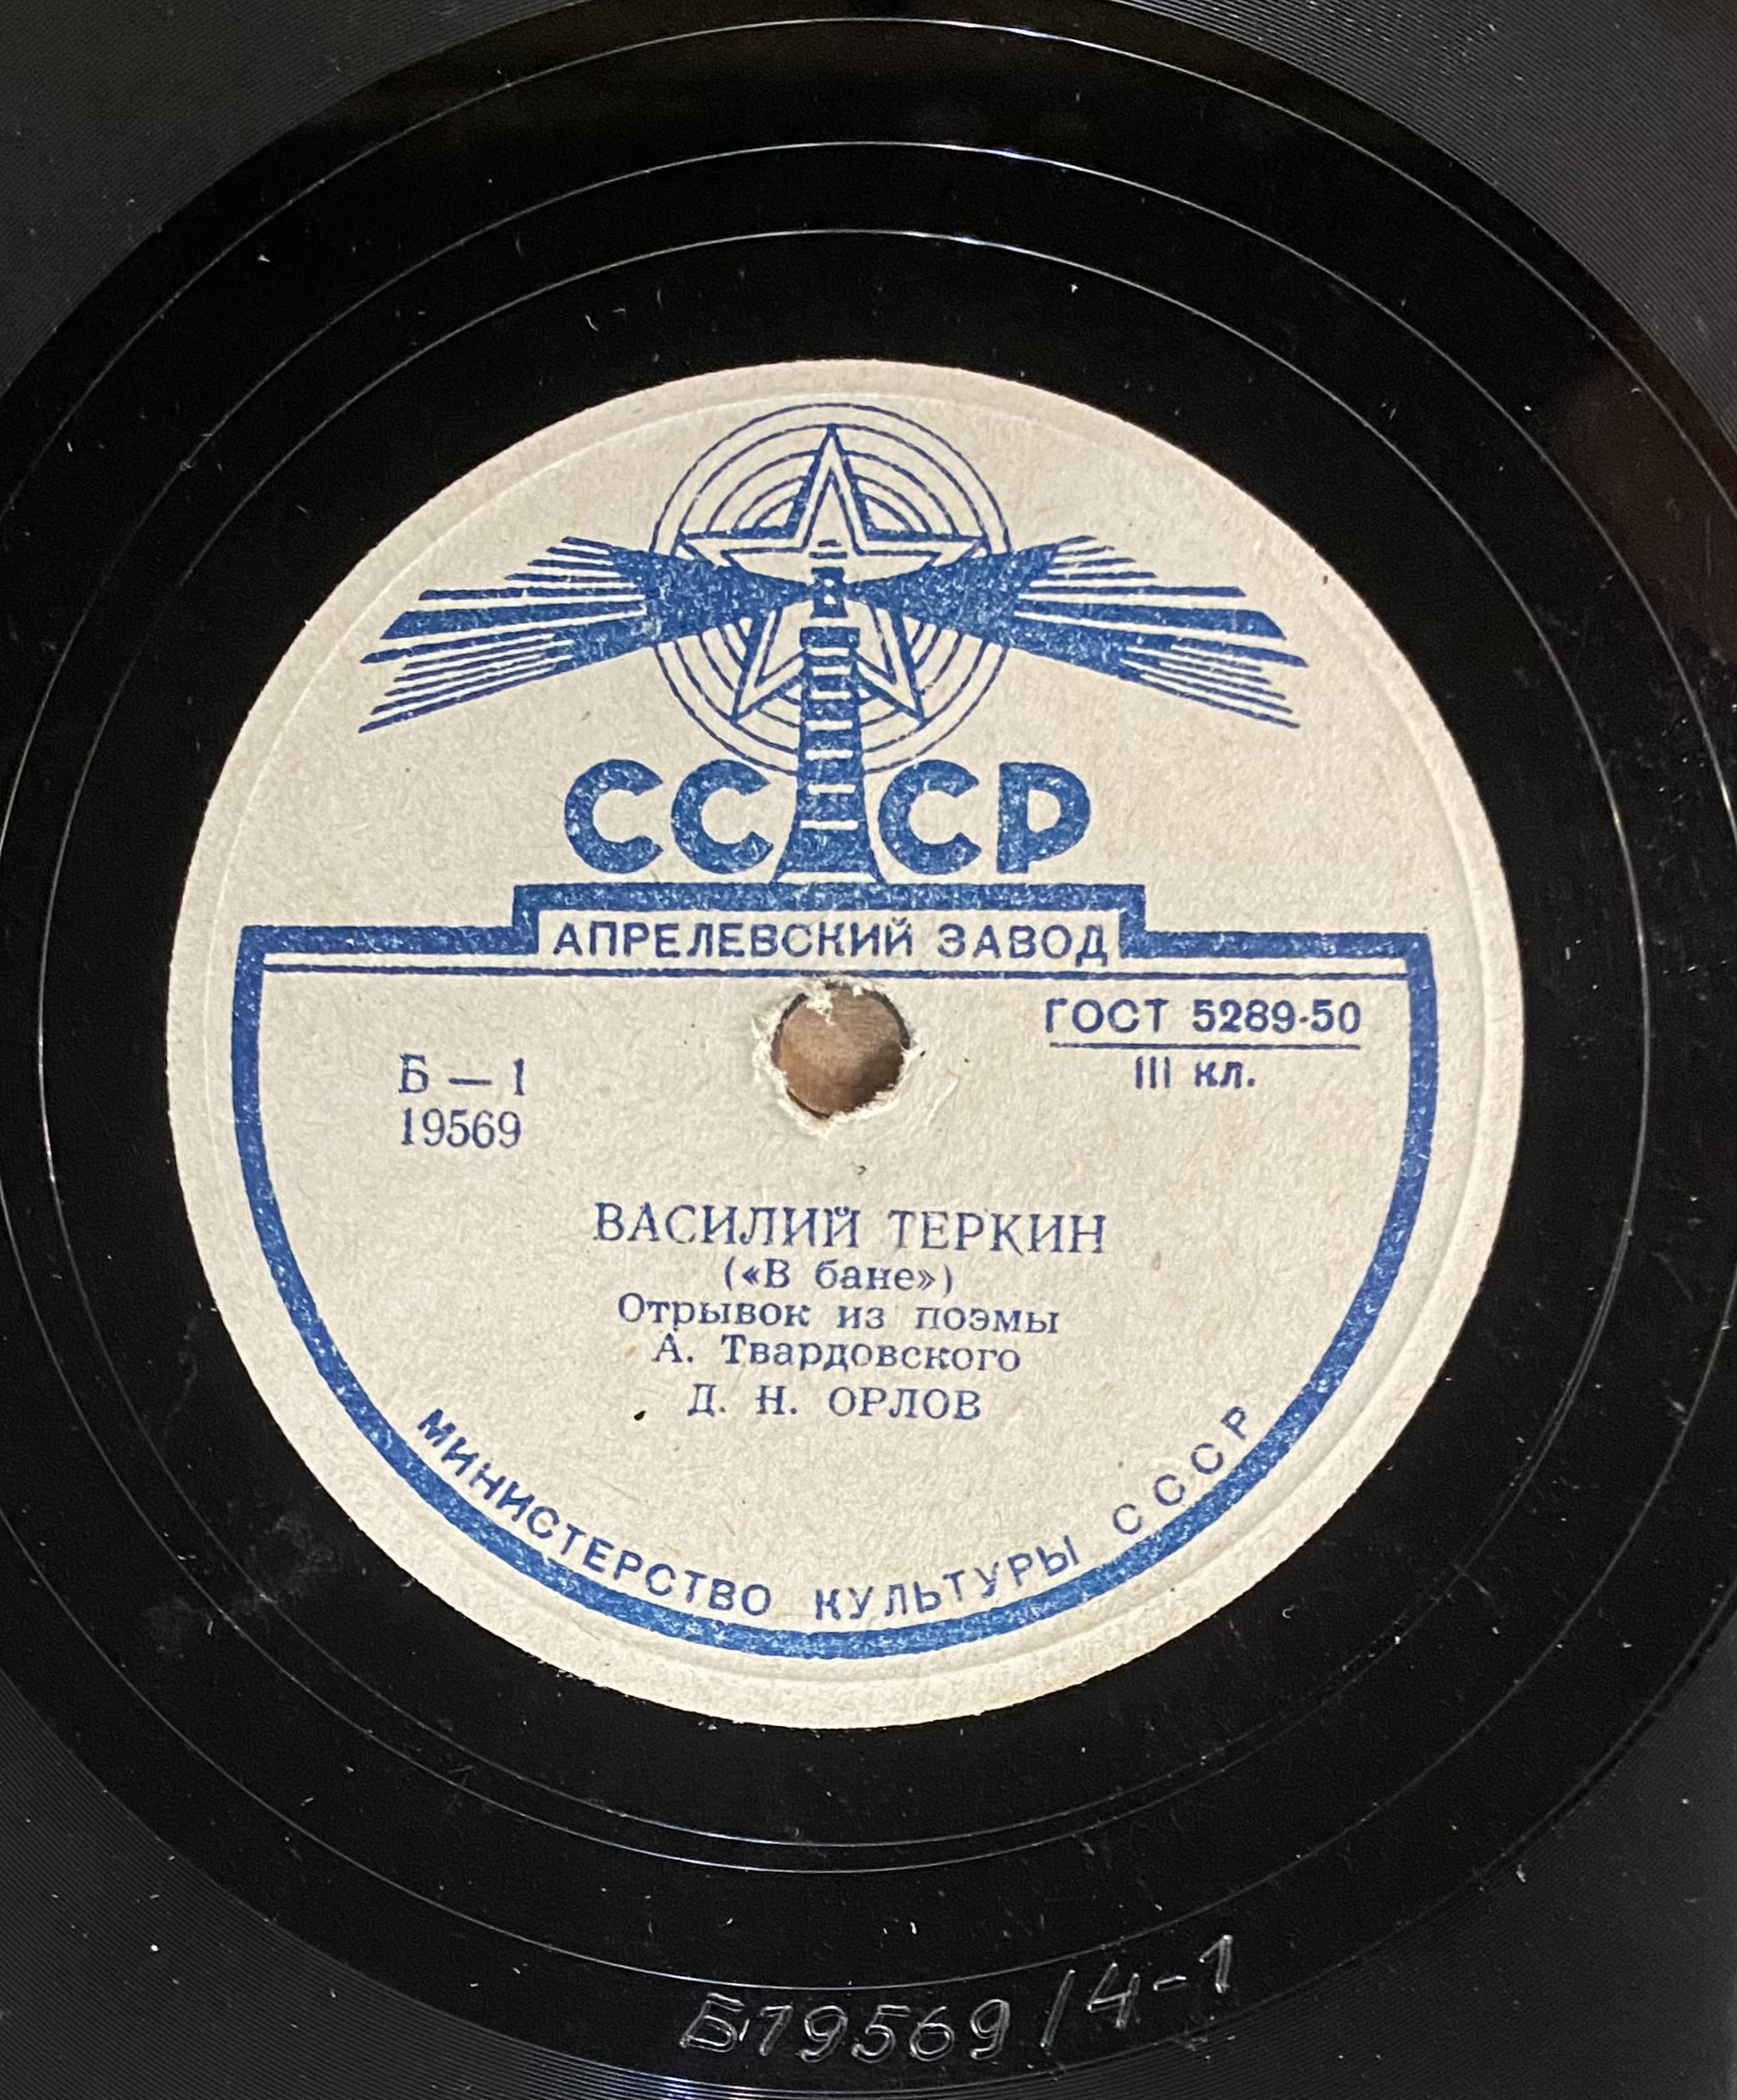 СССР
АПРЕЛЕВСКИЙ ЗАВОД
ГОСТ 5289-50
III кл.
Б — 1
19569
ВАСИЛИЙ ТЕРКИН
(«В бане»)
Отрывок из поэмы
А. Твардовского
Д. Н. ОРЛОВ
МИНИСТЕРСТВО КУЛЬТУРЫ СССР
Б19569/4-1